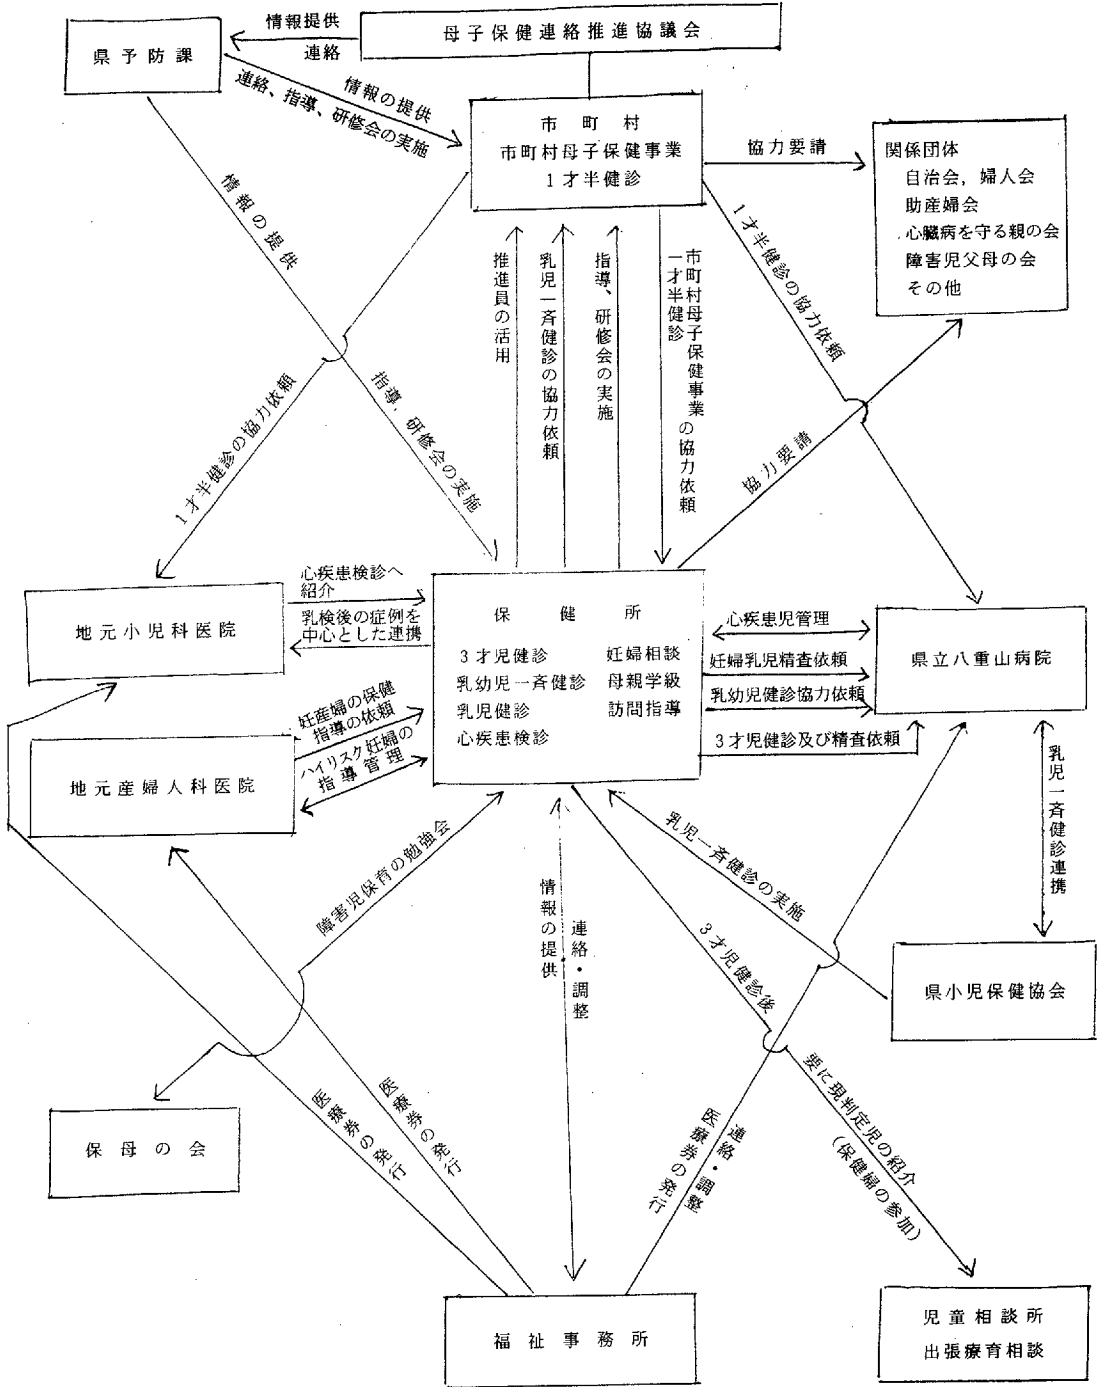 母子保健連絡推進協議会
情報提供
連絡
県予防課
情報の提供
連絡、指導、研修会の実施
市町村
市町村母子保健事業
1才半健診
協力要請
関係団体
自治会，婦人会
助産婦会
心臓病を守る親の会
障害児父母の会
その他
情報の提供
指導，研修会の実施
1才半健診の協力依頼
推進員の活用
乳児一斉健診の協力依頼
指導、研修会の実施
市町村母子保健事業の協力依頼
一才半健診
1才半健診の協力依頼
協力要請
地元小児科医院
心疾患検診へ
紹介
乳検後の症例を
中心とした連携
保健所
3才児健診 妊婦相談
乳幼児一斉健診 母親学級
乳児健診 訪問指導
心疾患検診
心疾患児管理
妊婦乳児精査依頼
乳幼児健診協力依頼
3才児健診及び精査依頼
県立八重山病院
地元産婦人科医院
妊産婦の保健
指導の依頼
ハイリスク妊婦の
指導管理
乳児一斉健診連携
県小児保健協会
乳児一斉健診の実施
障害児保育の勉強会
情報の提供
連絡・調整
3才児健診後
要に現判定児の紹介
（保健婦の参加）
保母の会
医療券の発行
医療券の発行
連絡・調整
医療券の発行
福祉事務所
児童相談所
出張療育相談